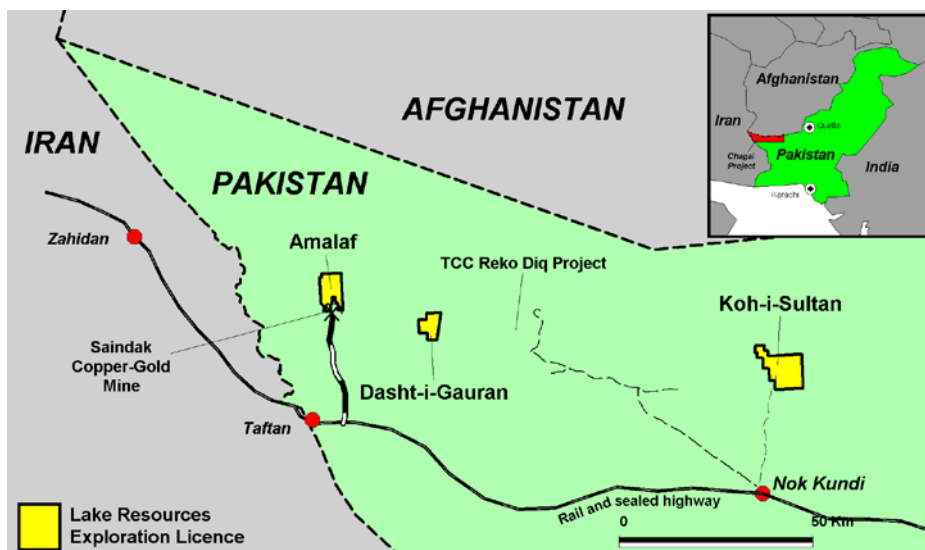 AFGHANISTAN
IRAN
PAKISTAN
Zahidan
Amalaf
TCC Reko Diq Project
Koh-i-Sultan
Saindak
Copper-Gold
Mine
Dasht-i-Gauran
Taftan
Nok Kundi
Rail and sealed highway
0
50 Km
Lake Resources
Exploration Licence
Afghanistan
Iran
Quetta
Chagai
Project
Pakistan
India
Karachi